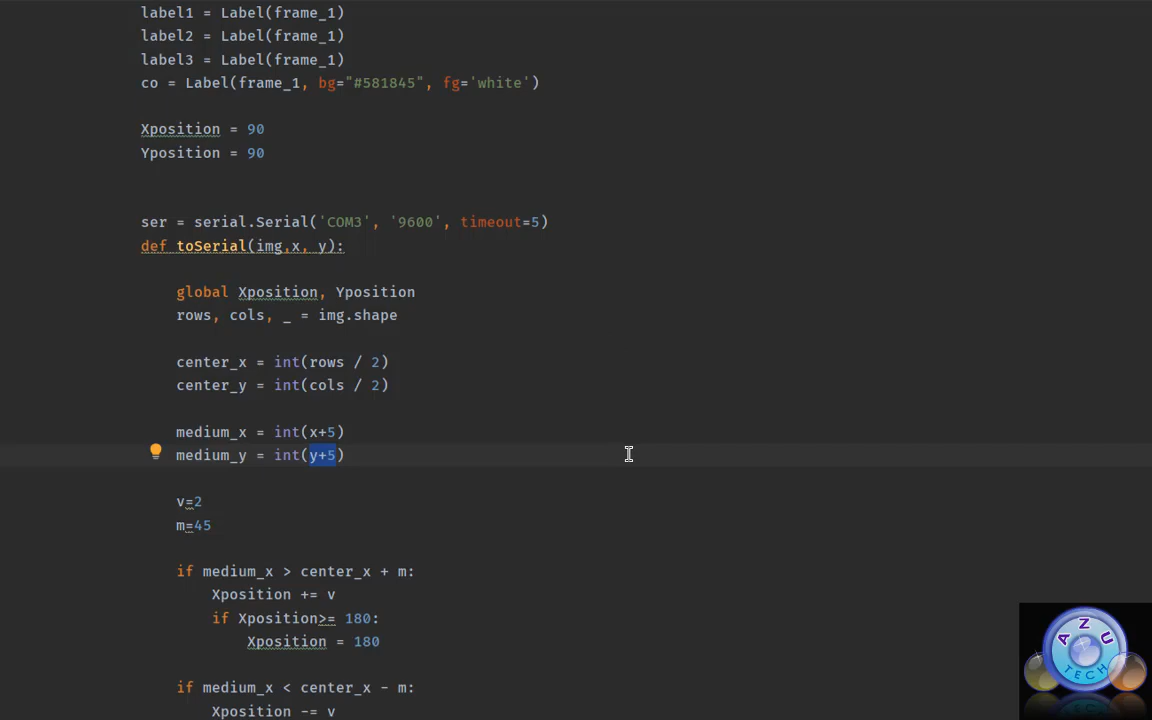 label1 = Label(frame_1)
label2 = Label(frame_1)
label3 = Label(frame_1)
co = Label(frame_1, bg="#581845", fg='white')
Xposition = 90
Yposition = 90
ser = serial.Serial('COM3', '9600', timeout=5)
def toSerial(img,x, y):
global Xposition, Yposition
rows, cols, _ = img.shape
center_x = int(rows / 2)
center_y = int(cols / 2)
medium_x = int(x+5)
medium_y = int(y+5)
v=2
m=45
if medium_x > center_x + m:
Xposition += v
if Xposition>= 180:
Xposition = 180
if medium_x < center_x - m:
Xposition -= v
AZU
TECH